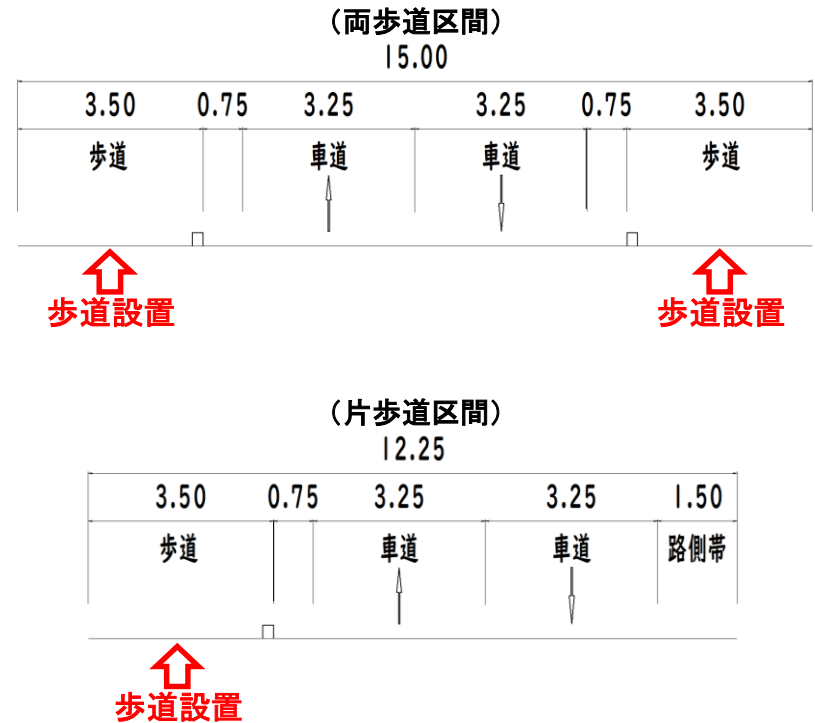 （両歩道区間）
15.00
3.50 0.75 3.25 3.25 0.75 3.50
歩道 車道 車道 歩道
歩道設置 歩道設置
（片歩道区間）
12.25
3.50 0.75 3.25 3.25 1.50
歩道 車道 車道 路側帯
歩道設置